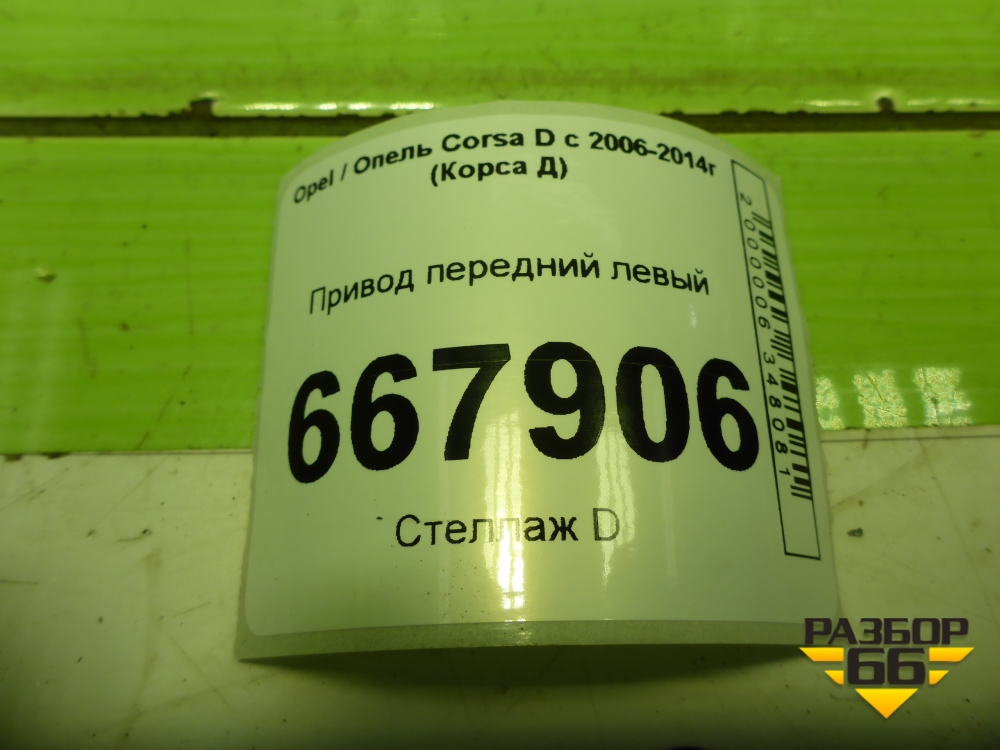 Opel / Опель Corsa D с 2006-2014г
(Корса Д)
Привод передний левый
667906
Стеллаж D
2000006348081
РАЗБОР
66